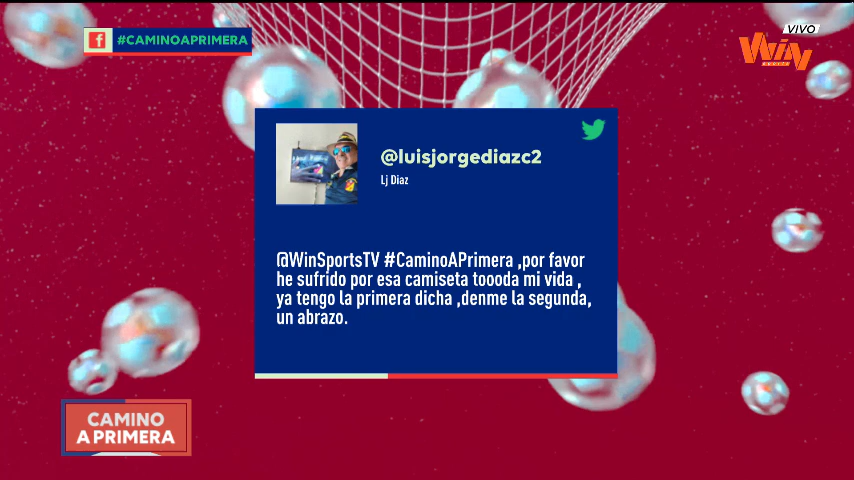 #CAMINOAPRIMERA
VIVO
Win
SPORTS
@luisjorgediazc2
Lj Diaz
@WinSportsTV #CaminoAPrimera ,por favor
he sufrido por esa camiseta toooda mi vida ,
ya tengo la primera dicha ,denme la segunda,
un abrazo.
CAMINO
A PRIMERA